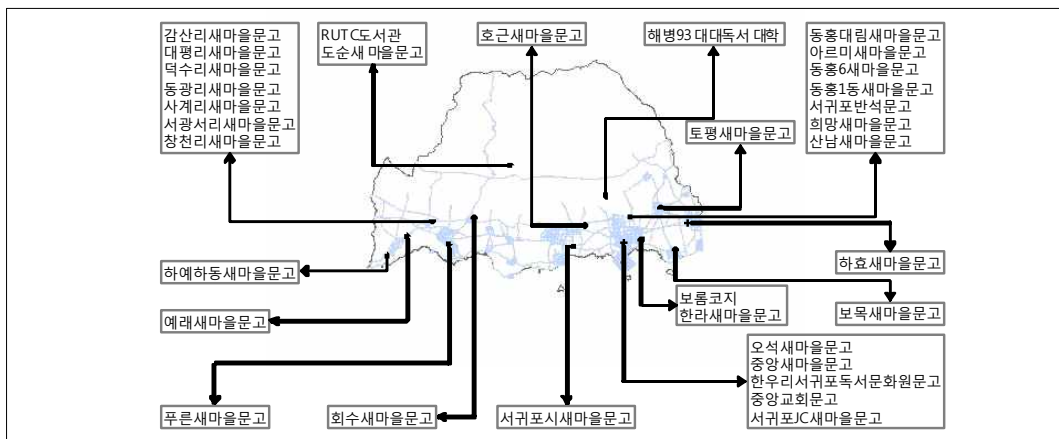 감산리새마을문고
대평리새마을문고
덕수리새마을문고
동광리새마을문고
사계리새마을문고
서광서리새마을문고
창천리새마을문고
RUTC도서관
도순새마을문고
호근새마을문고
해병93대대독서대학
동홍대림새마을문고
아르미새마을문고
동홍6새마을문고
동홍1동새마을문고
서귀포반석문고
희망새마을문고
산남새마을문고
토평새마을문고
하예하동새마을문고
하효새마을문고
예래새마을문고
보롬코지
한라새마을문고
보목새마을문고
푸른새마을문고
회수새마을문고
서귀포시새마을문고
오석새마을문고
중앙새마을문고
한우리서귀포독서문화원문고
중앙교회문고
서귀포JC새마을문고